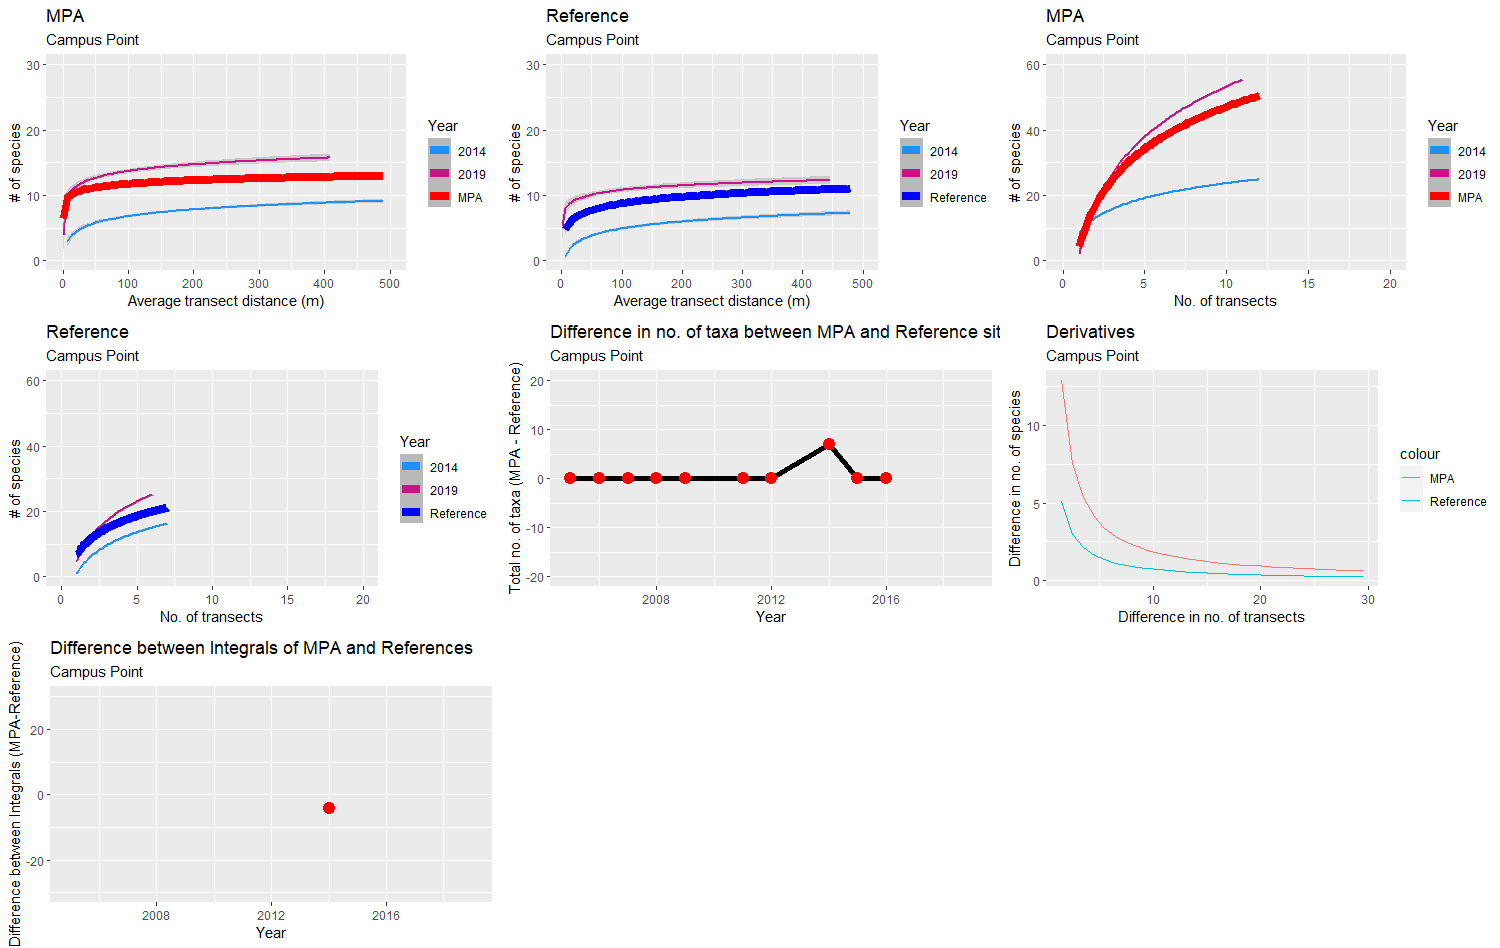 MPA
Campus Point
# of species
30
20
10
0
0
100
200
300
400
500
Average transect distance (m)
Year
2014
2019
MPA
Reference
Campus Point
# of species
30
20
10
0
0
100
200
300
400
500
Average transect distance (m)
Year
2014
2019
Reference
MPA
Campus Point
# of species
60
40
20
0
0
5
10
15
20
No. of transects
Year
2014
2019
MPA
Reference
Campus Point
# of species
60
40
20
0
0
5
10
15
20
No. of transects
Year
2014
2019
Reference
Difference in no. of taxa between MPA and Reference sit
Campus Point
Total no. of taxa (MPA - Reference)
20
10
0
-10
-20
2008
2012
2016
Year
Derivatives
Campus Point
Difference in no. of species
10
5
0
10
20
30
Difference in no. of transects
colour
MPA
Reference
Difference between Integrals of MPA and References
Campus Point
Difference between Integrals (MPA-Reference)
20
0
-20
2008
2012
2016
Year